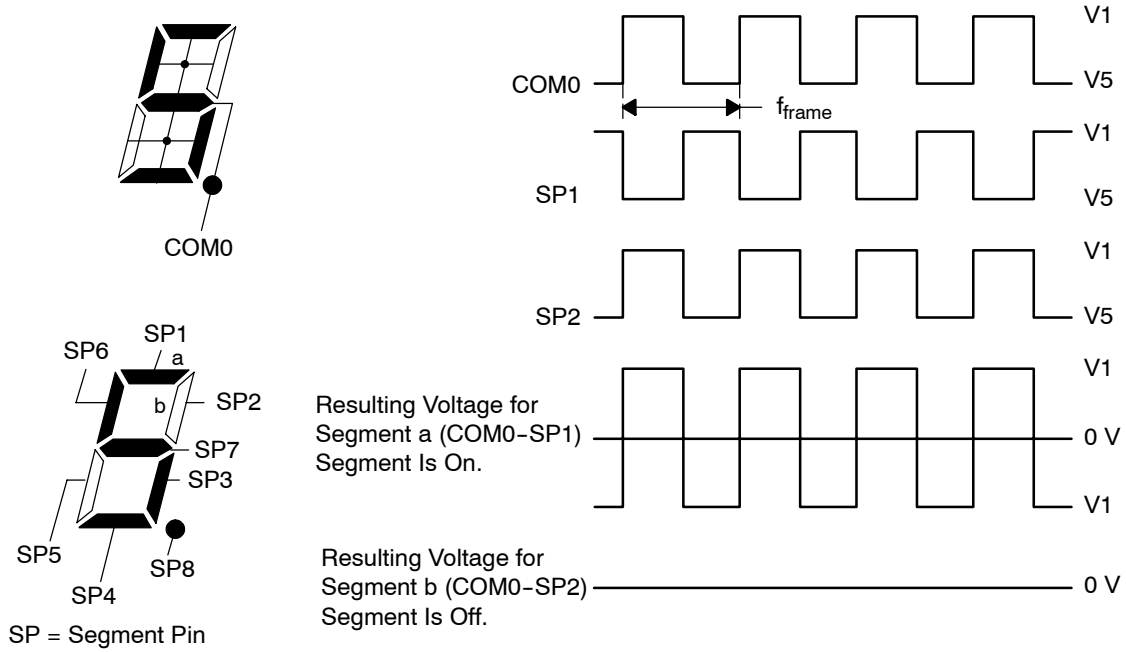 COM0
SP1
a
SP6
b
SP2
SP7
SP3
SP5
SP8
SP4
SP = Segment Pin
V1
COM0
V5
fframe
V1
SP1
V5
V1
SP2
V5
V1
Resulting Voltage for
Segment a (COM0–SP1)
Segment Is On.
0 V
V1
Resulting Voltage for
Segment b (COM0–SP2)
Segment Is Off.
0 V